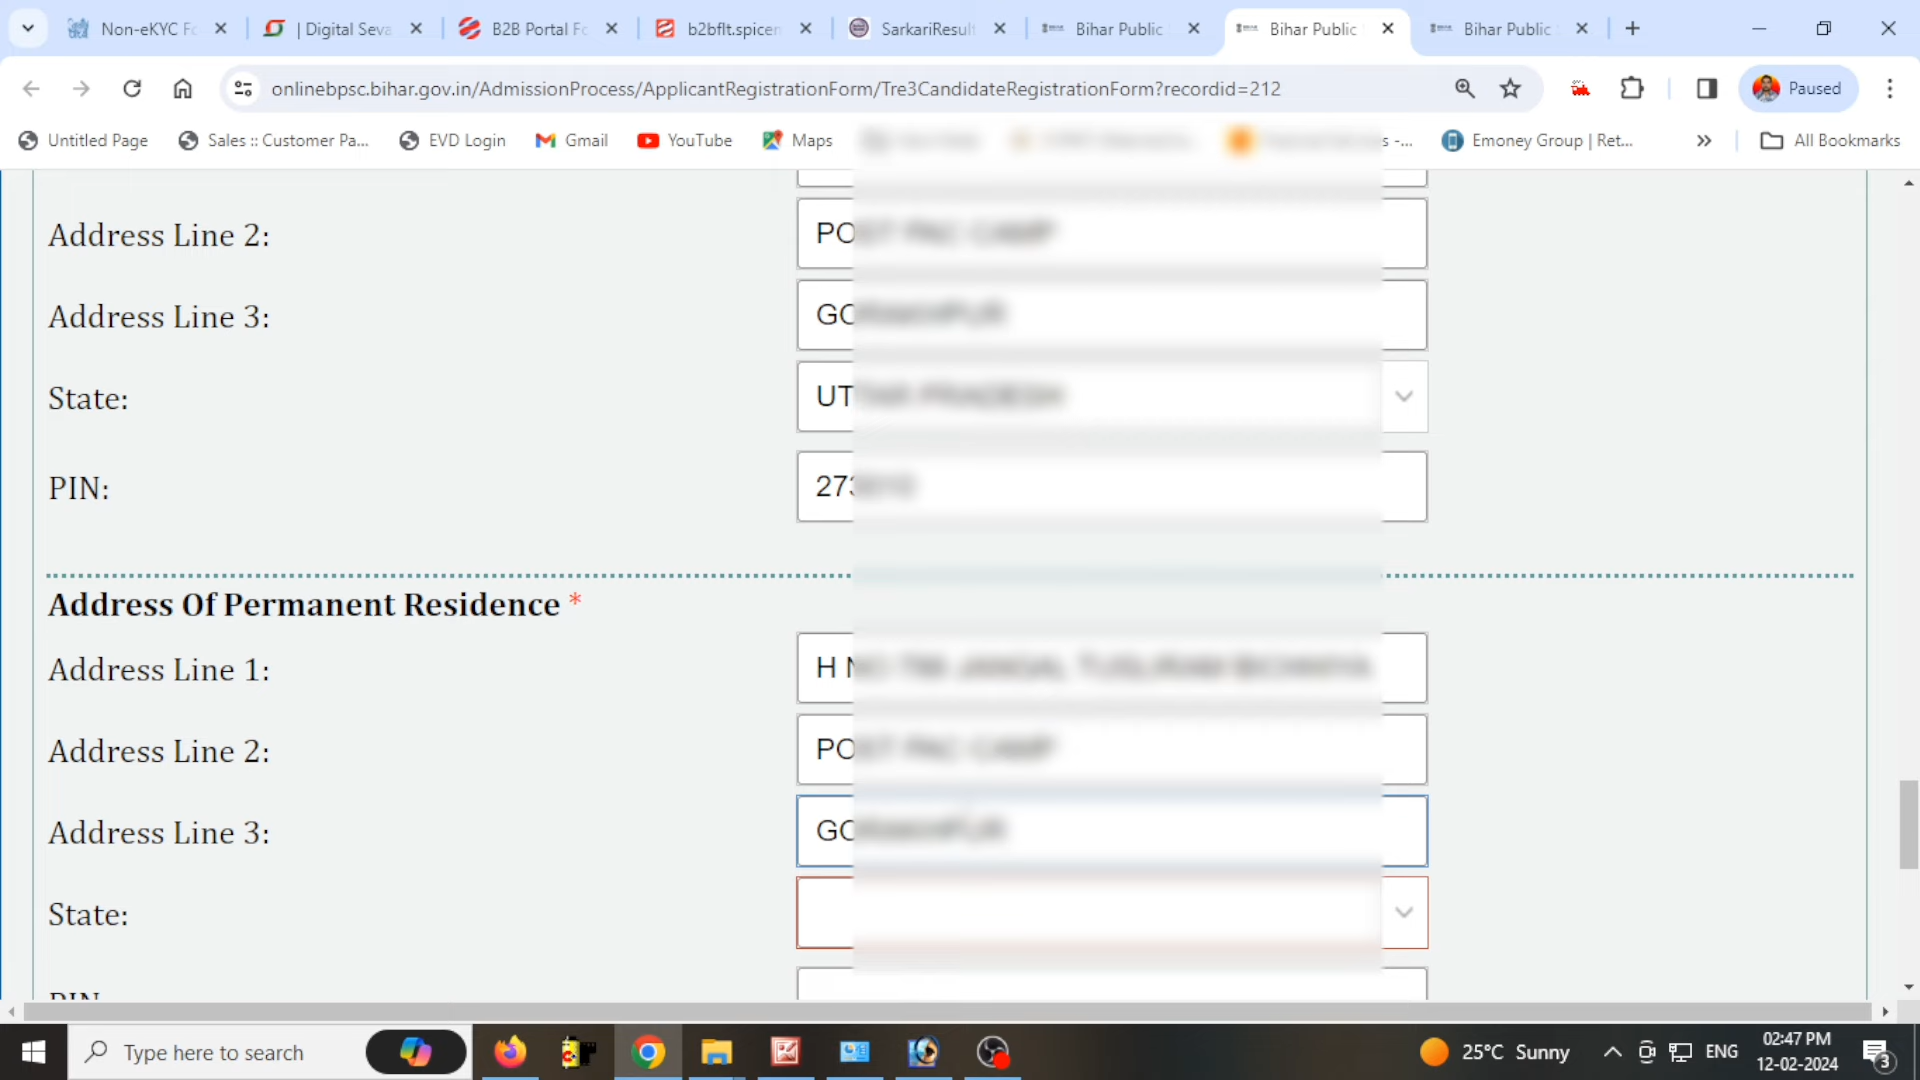 Non-eKYC Fo
| Digital Seva
B2B Portal Fo
b2bflt.spicem
SarkariResult
Bihar Public
Bihar Public
Bihar Public S
onlinebpsc.bihar.gov.in/AdmissionProcess/ApplicantRegistrationForm/Tre3CandidateRegistrationForm?recordid=212
Paused
Untitled Page
Sales :: Customer Pa...
EVD Login
Gmail
YouTube
Maps
s -...
Emoney Group | Ret...
All Bookmarks
Address Line 2:
PO
Address Line 3:
GO
State:
UT
PIN:
273
Address Of Permanent Residence *
Address Line 1:
H N
Address Line 2:
PO
Address Line 3:
GO
State:
PIN
Type here to search
25°C Sunny
ENG
02:47 PM
12-02-2024
3